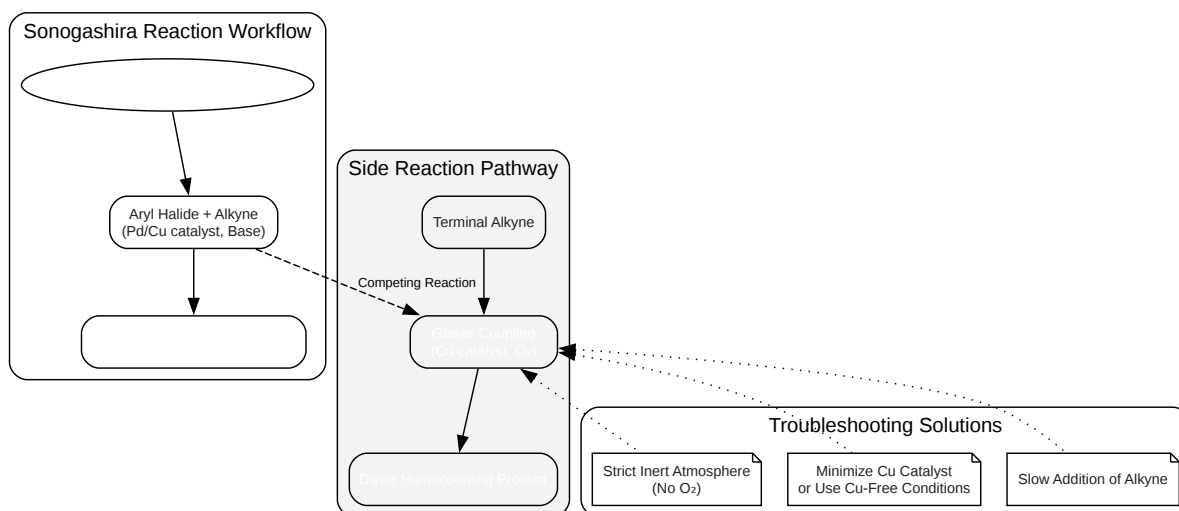 Sonogashira Reaction Workflow
Aryl Halide + Alkyne
(Pd/Cu catalyst, Base)
Side Reaction Pathway
Terminal Alkyne
Competing Reaction
Glaser Coupling
(Cu catalyst, O₂)
Diyne Homocoupling Product
Troubleshooting Solutions
Strict Inert Atmosphere
(No O₂)
Minimize Cu Catalyst
or Use Cu-Free Conditions
Slow Addition of Alkyne